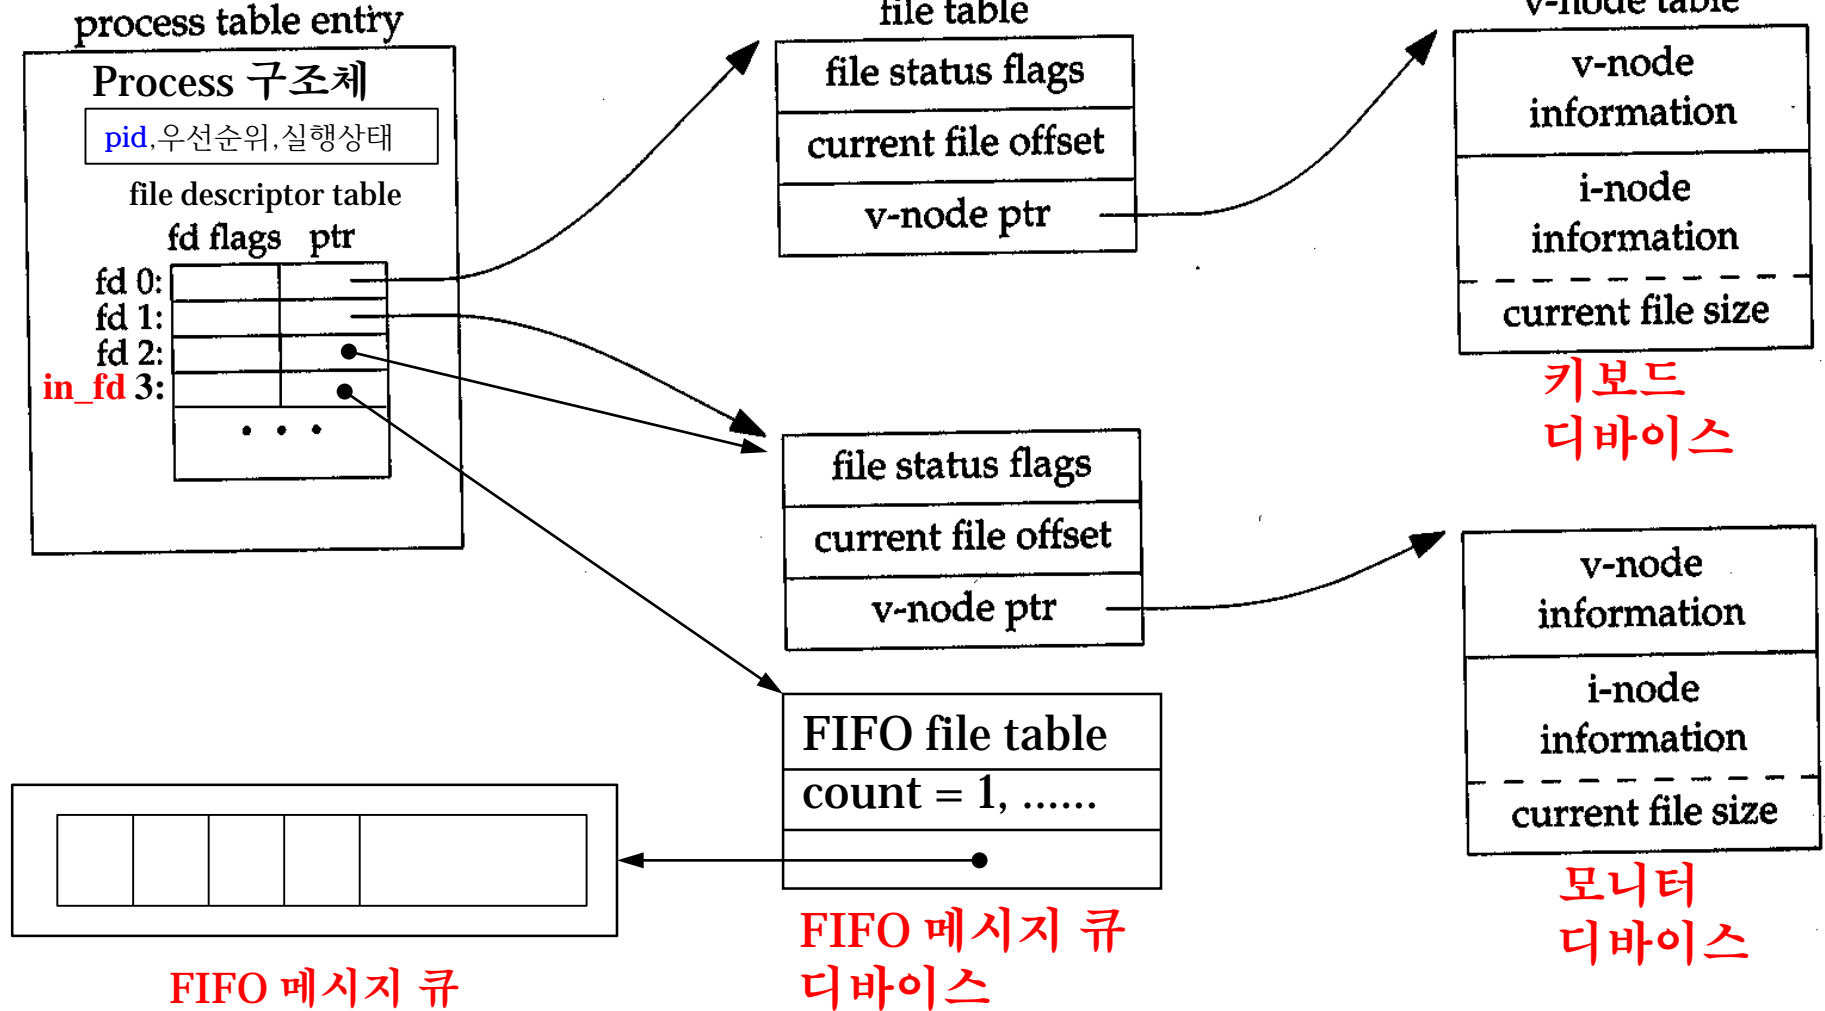 process table entry
Process 구조체
pid,우선순위,실행상태
file descriptor table
fd flags ptr
fd 0:
fd 1:
fd 2:
in_fd 3:
• • •
file table
file status flags
current file offset
v-node ptr
file status flags
current file offset
v-node ptr
FIFO file table
count = 1, ......
FIFO 메시지 큐
디바이스
FIFO 메시지 큐
v-node table
v-node
information
i-node
information
current file size
키보드
디바이스
v-node
information
i-node
information
current file size
모니터
디바이스